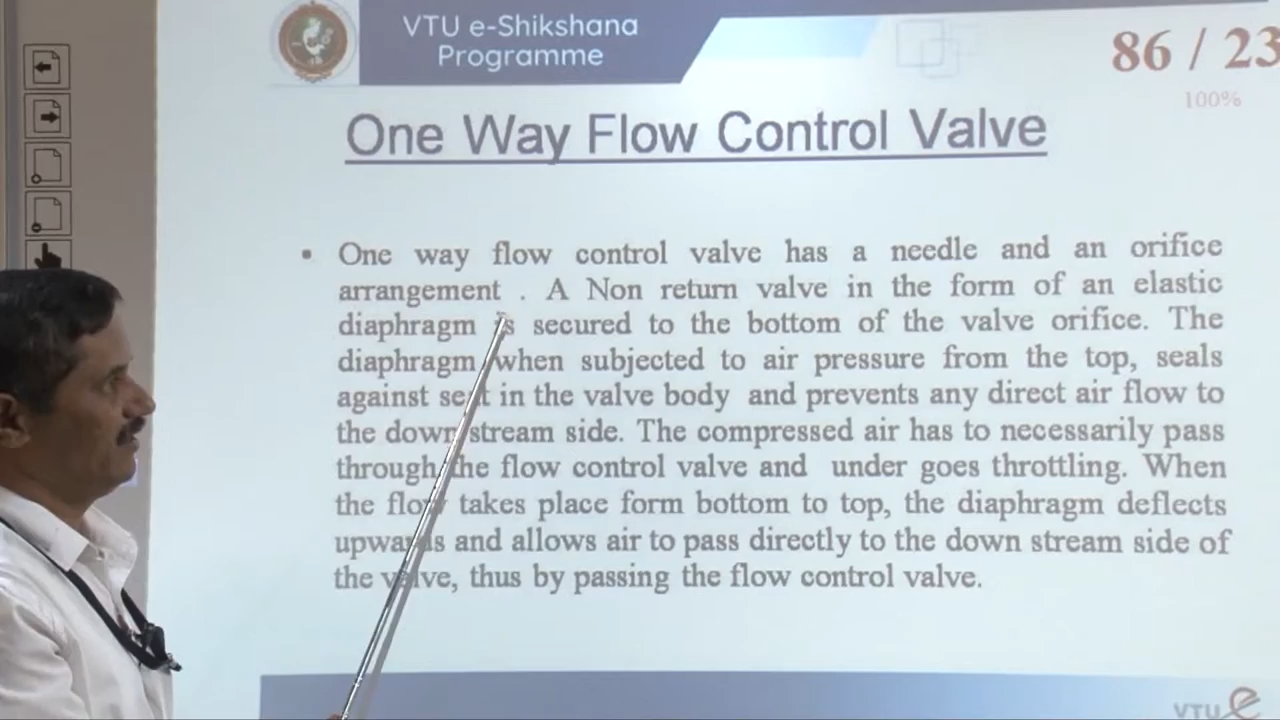 VTU e-Shikshana
Programme
86 / 23
100%
One Way Flow Control Valve
• One way flow control valve has a needle and an orifice
arrangement . A Non return valve in the form of an elastic
diaphragm is secured to the bottom of the valve orifice. The
diaphragm when subjected to air pressure from the top, seals
against seat in the valve body and prevents any direct air flow to
the down stream side. The compressed air has to necessarily pass
through the flow control valve and under goes throttling. When
the flow takes place form bottom to top, the diaphragm deflects
upwards and allows air to pass directly to the down stream side of
the valve, thus by passing the flow control valve.
VTU e